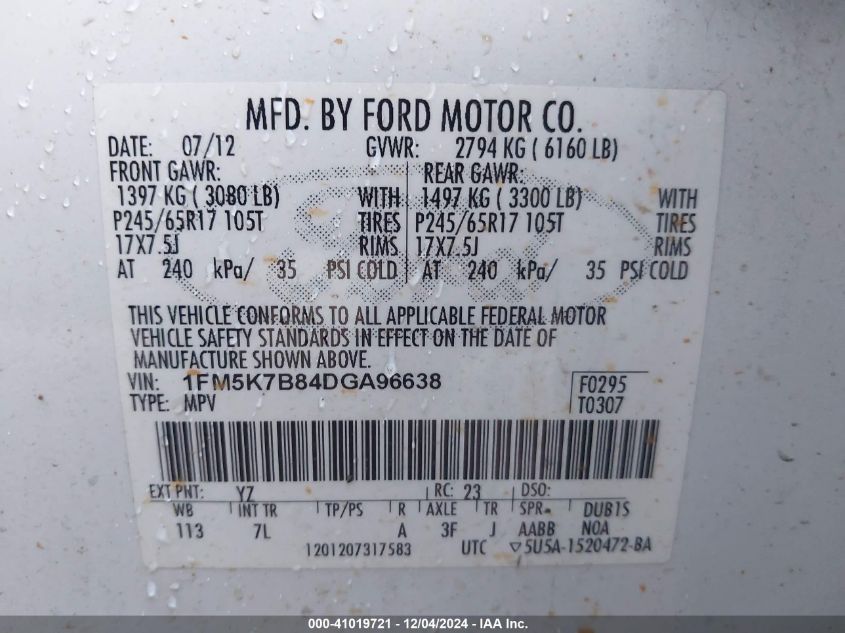 MFD. BY FORD MOTOR CO.
DATE: 07/12 GVWR: 2794 KG ( 6160 LB)
FRONT GAWR: REAR GAWR:
1397 KG ( 3080 LB) WITH 1497 KG ( 3300 LB) WITH
P245/65R17 105T TIRES P245/65R17 105T TIRES
17X7.5J RIMS 17X7.5J RIMS
AT 240 kPa/ 35 PSI COLD AT 240 kPa/ 35 PSI COLD
THIS VEHICLE CONFORMS TO ALL APPLICABLE FEDERAL MOTOR
VEHICLE SAFETY STANDARDS IN EFFECT ON THE DATE OF
MANUFACTURE SHOWN ABOVE.
VIN: 1FM5K7B84DGA96638 F0295
TYPE: MPV T0307
EXT PNT: YZ RC: 23 DSO:
WB INT TR TP/PS R AXLE TR SPR DUB1S
113 7L A 3F J AABB N0A
1201207317583 UTC ▽5U5A-1520472-BA
000-41019721 - 12/04/2024 - IAA Inc.